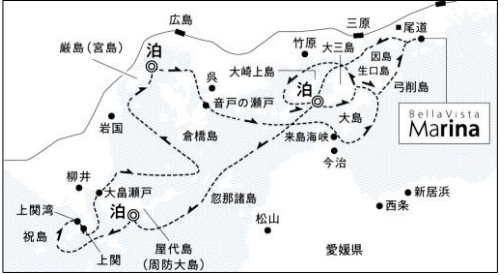 広島
三原
尾道
厳島（宮島）
竹原
大三島
因島
生口島
泊
呉
大崎上島
弓削島
泊
音戸の瀬戸
大島
BellaVista
Marina
岩国
倉橋島
来島海峡
今治
柳井
大畠瀬戸
忽那諸島
新居浜
上関湾
泊
西条
祝島
松山
上関
屋代島
（周防大島）
愛媛県